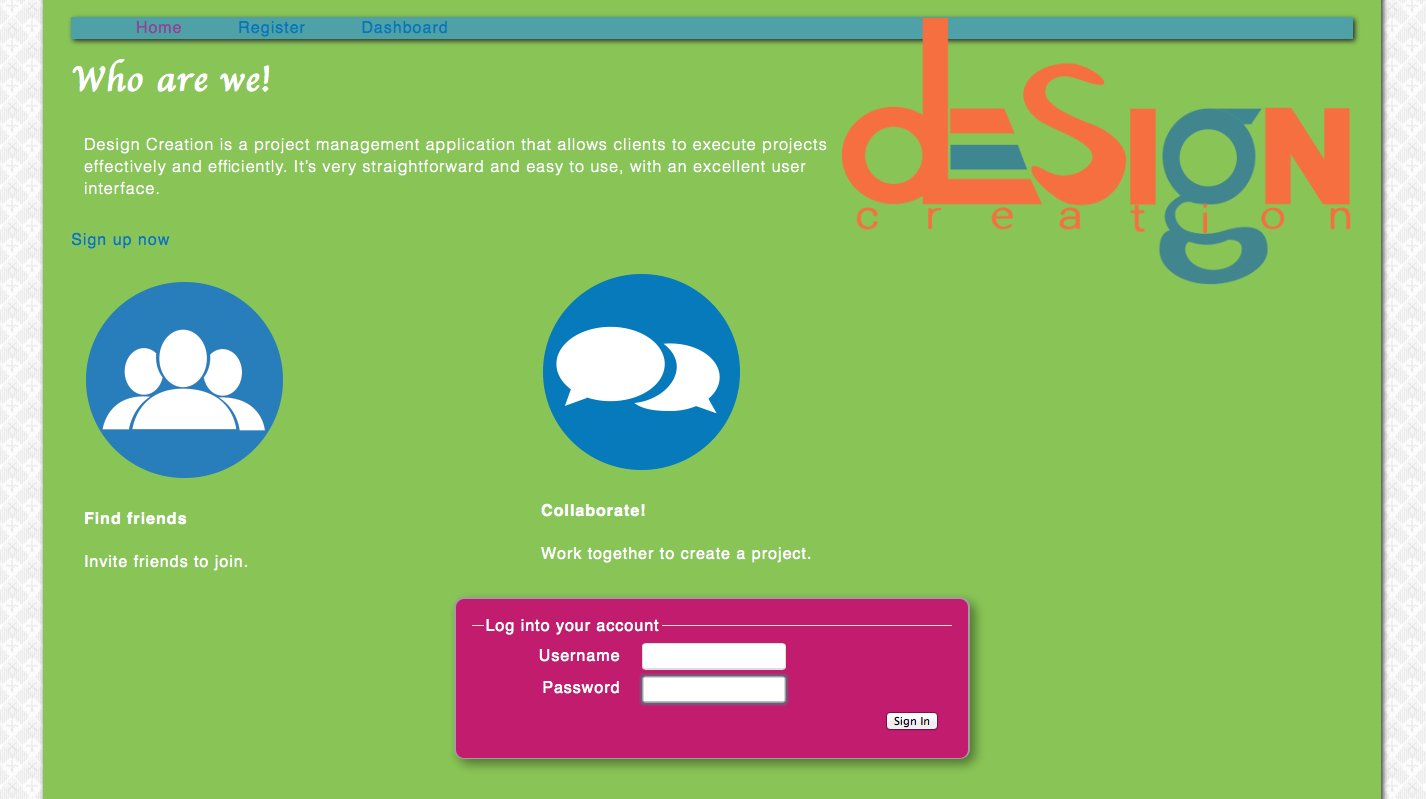 Home Register Dashboard
deSIgN
creation
Who are we!
Design Creation is a project management application that allows clients to execute projects
effectively and efficiently. It's very straightforward and easy to use, with an excellent user
interface.
Sign up now
Find friends
Invite friends to join.
Collaborate!
Work together to create a project.
Log into your account
Username
Password
Sign In